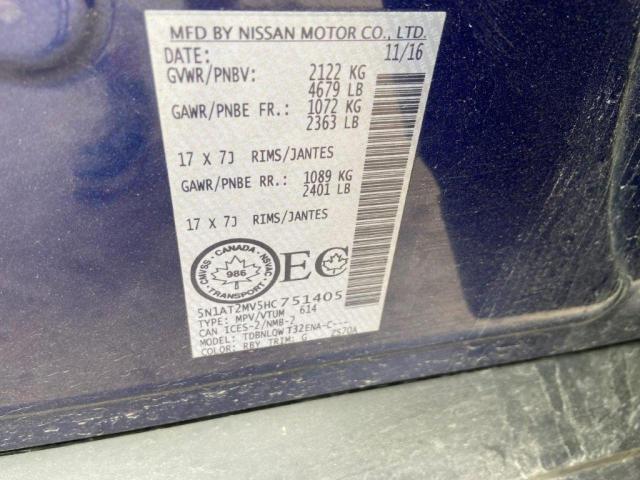 MFD BY NISSAN MOTOR CO., LTD.
DATE: 11/16
GVWR/PNBV: 2122 KG
4679 LB
GAWR/PNBE FR.: 1072 KG
2363 LB
17 X 7J RIMS/JANTES
GAWR/PNBE RR.: 1089 KG
2401 LB
17 X 7J RIMS/JANTES
CANADA
CMVSS NSVAC
986
TRANSPORT
EC
5N1AT2MV5HC751405
TYPE: MPV/VTUM 614
CAN ICES-2/NMB-2
MODEL: TDBNLQWT32ENA-C---
COLOR: RBY TRIM: G